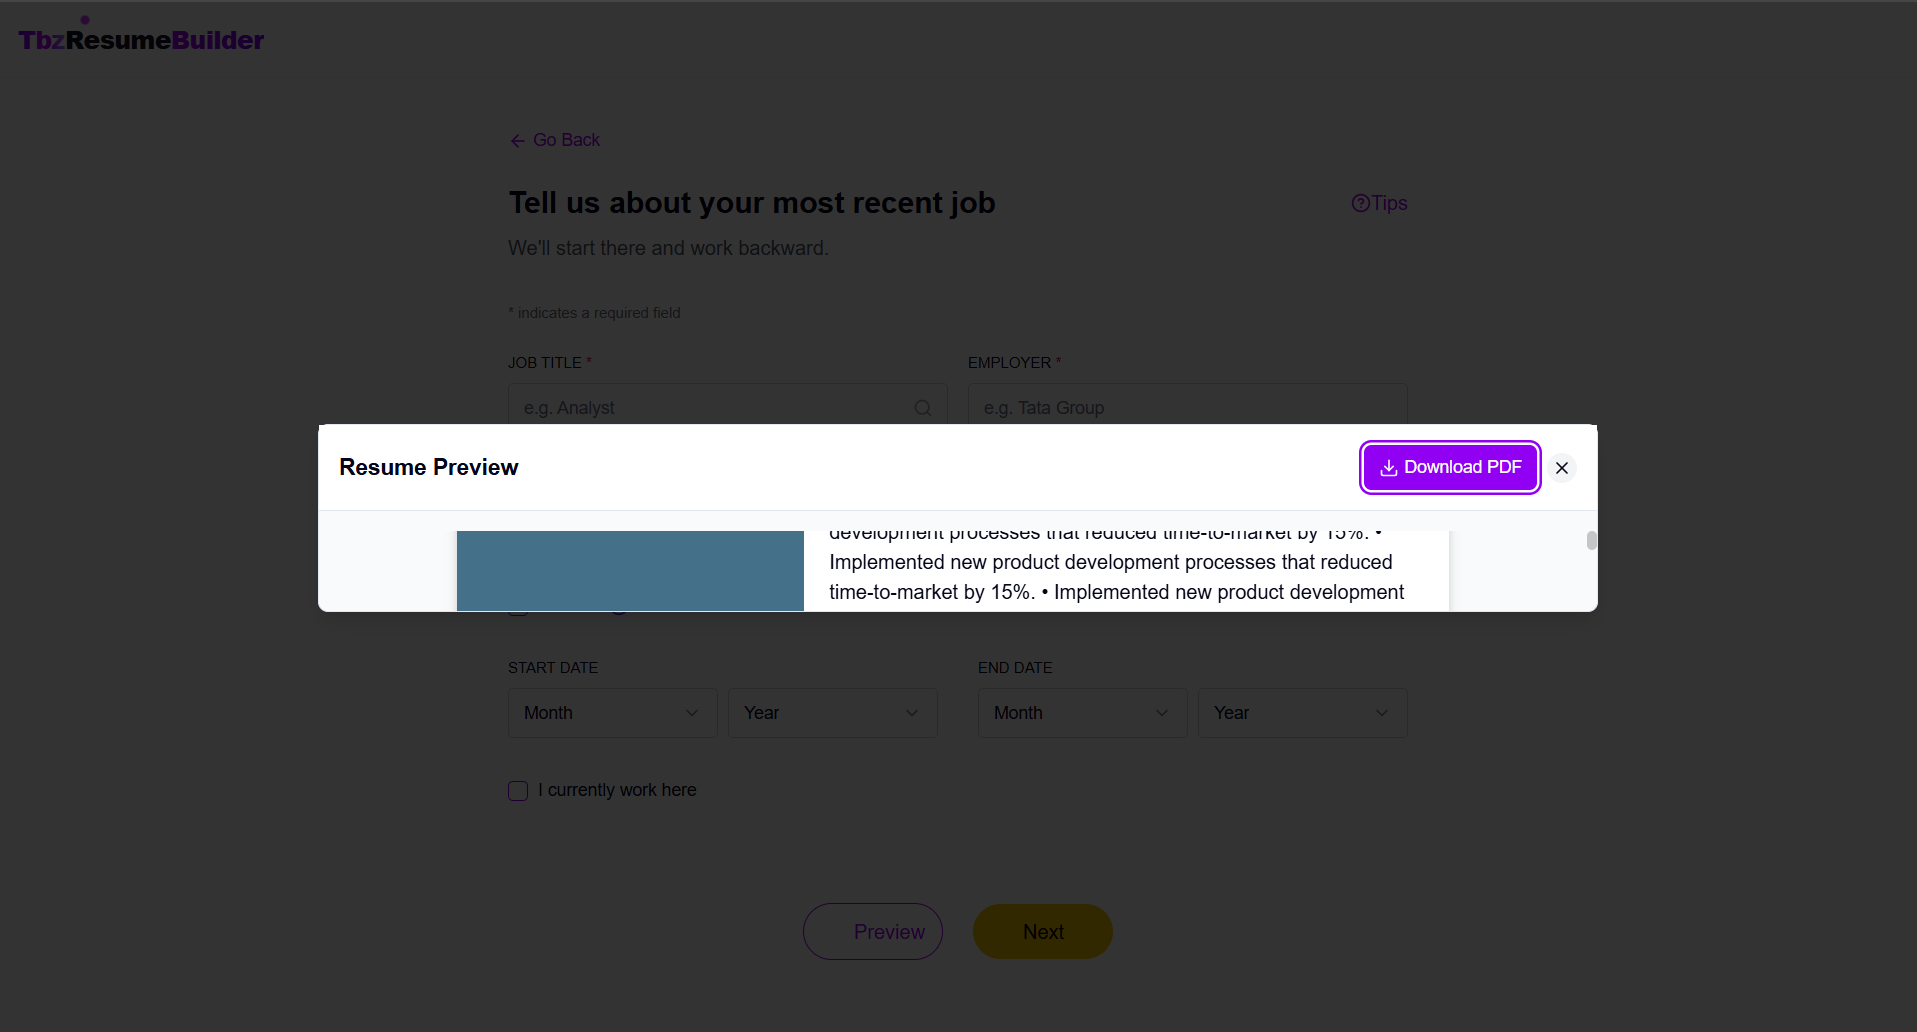 TbzResumeBuilder
Go Back
Tell us about your most recent job
Tips
We'll start there and work backward.
* indicates a required field
JOB TITLE *
EMPLOYER *
e.g. Analyst
e.g. Tata Group
Resume Preview
Download PDF
development processes that reduced time-to-market by 15%. •
Implemented new product development processes that reduced
time-to-market by 15%. • Implemented new product development
START DATE
END DATE
Month
Year
Month
Year
I currently work here
Preview
Next